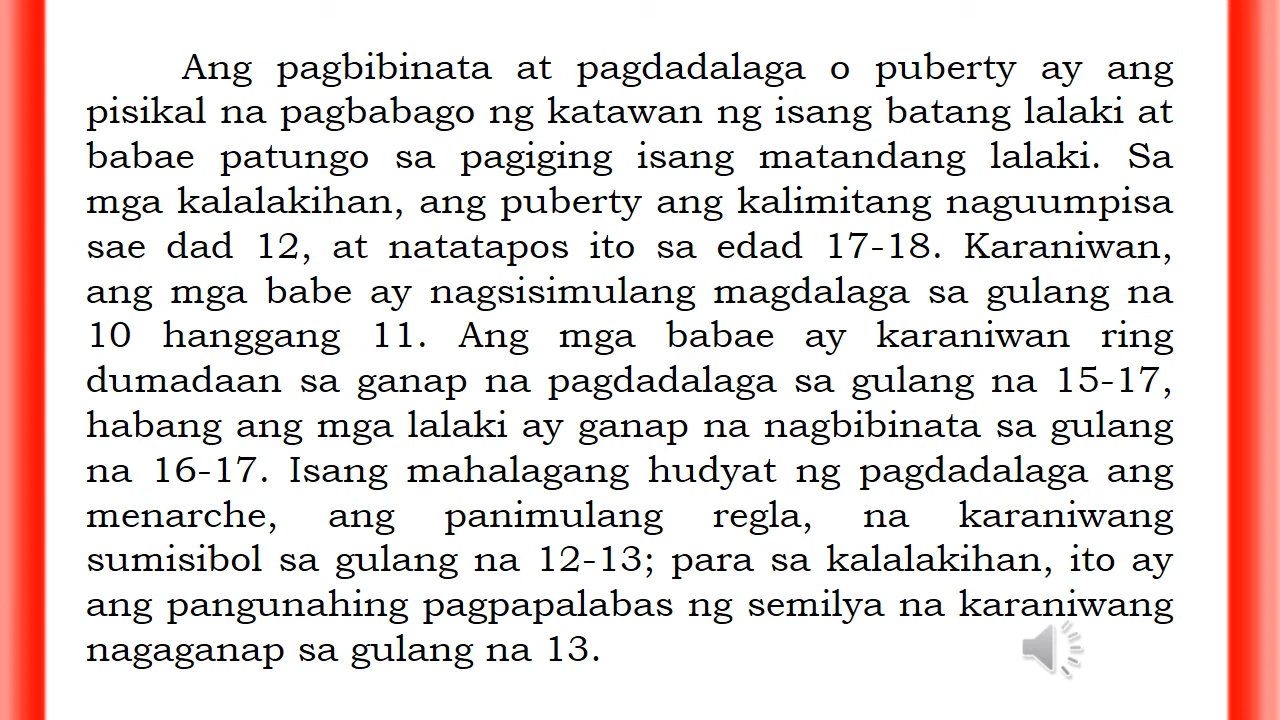 Ang pagbibinata at pagdadalaga o puberty ay ang
pisikal na pagbabago ng katawan ng isang batang lalaki at
babae patungo sa pagiging isang matandang lalaki. Sa
mga kalalakihan, ang puberty ang kalimitang naguumpisa
sae dad 12, at natatapos ito sa edad 17-18. Karaniwan,
ang mga babe ay nagsisimulang magdalaga sa gulang na
10 hanggang 11. Ang mga babae ay karaniwan ring
dumadaan sa ganap na pagdadalaga sa gulang na 15-17,
habang ang mga lalaki ay ganap na nagbibinata sa gulang
na 16-17. Isang mahalagang hudyat ng pagdadalaga ang
menarche, ang panimulang regla, na karaniwang
sumisibol sa gulang na 12-13; para sa kalalakihan, ito ay
ang pangunahing pagpapalabas ng semilya na karaniwang
nagaganap sa gulang na 13.